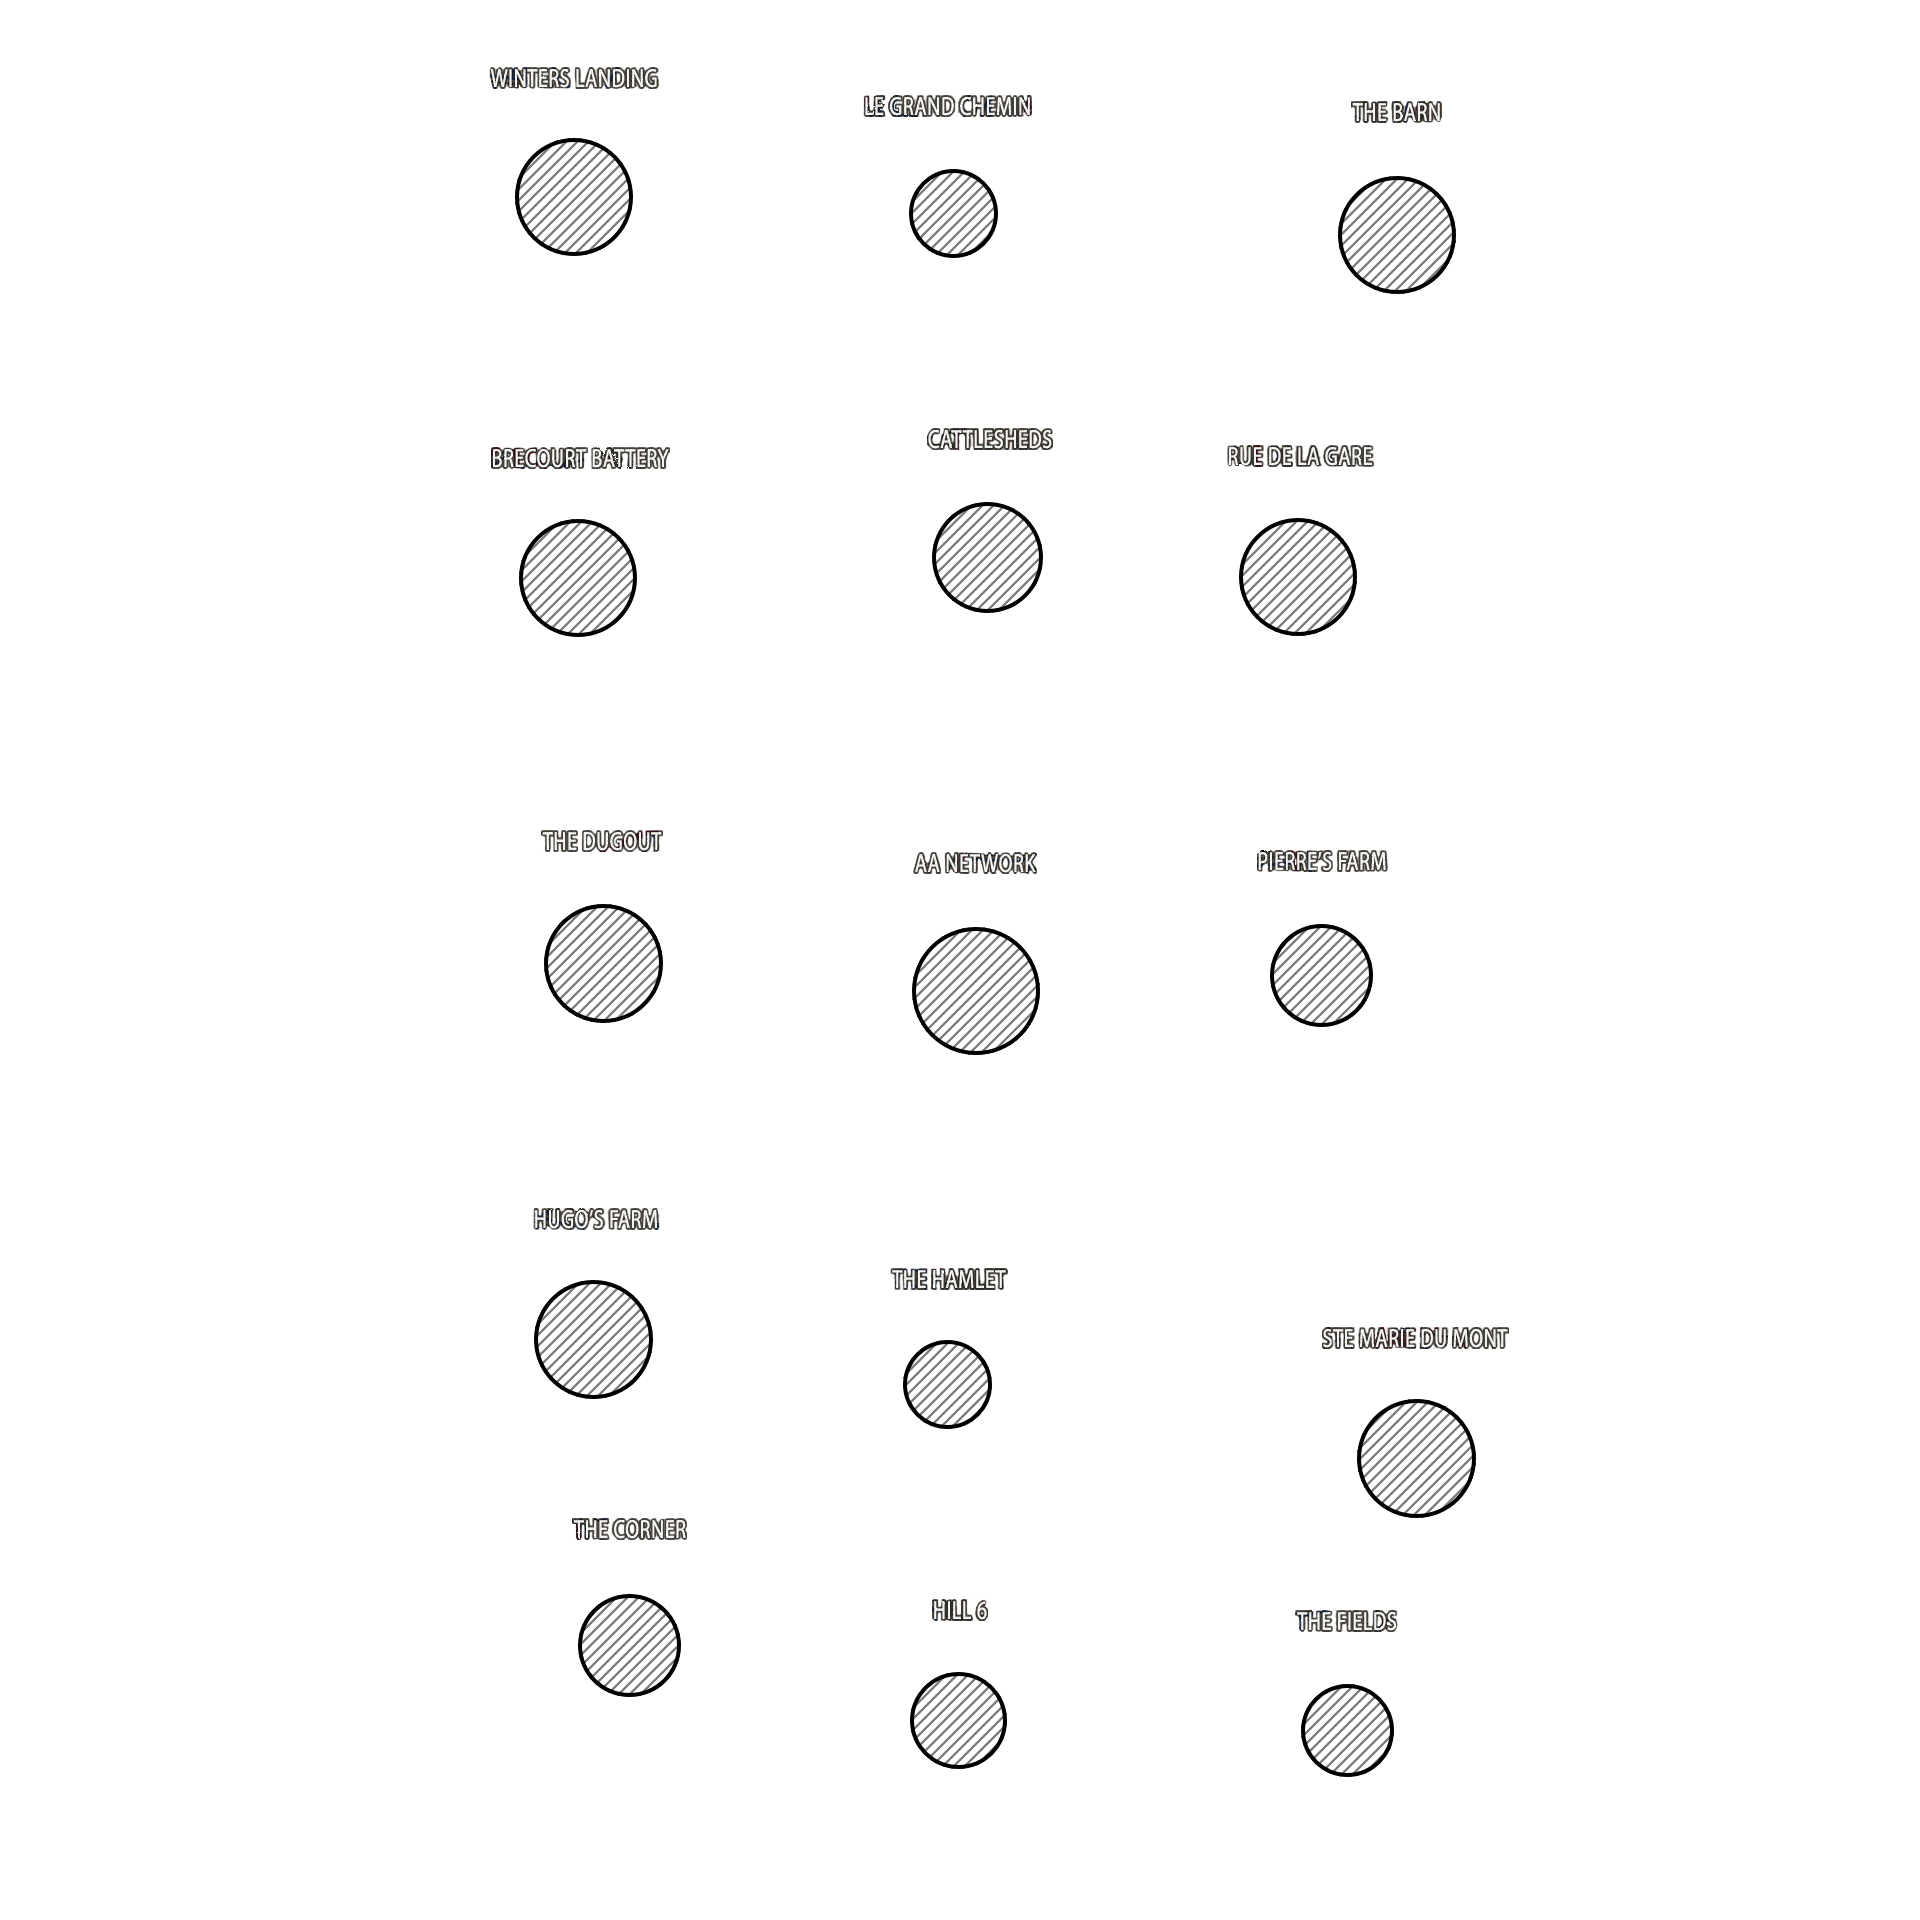 WINTERS LANDING
LE GRAND CHEMIN
THE BARN
BRECOURT BATTERY
CATTLESHEDS
RUE DE LA GARE
THE DUGOUT
AA NETWORK
PIERRE'S FARM
HUGO'S FARM
THE HAMLET
STE MARIE DU MONT
THE CORNER
HILL 6
THE FIELDS